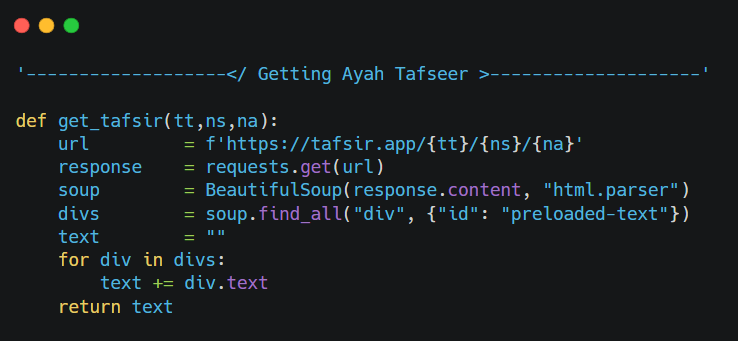 '-------------------</ Getting Ayah Tafseer >--------------------'
def get_tafsir(tt,ns,na):
    url         = f'https://tafsir.app/{tt}/{ns}/{na}'
    response    = requests.get(url)
    soup        = BeautifulSoup(response.content, "html.parser")
    divs        = soup.find_all("div", {"id": "preloaded-text"})
    text        = ""
    for div in divs:
        text += div.text
    return text